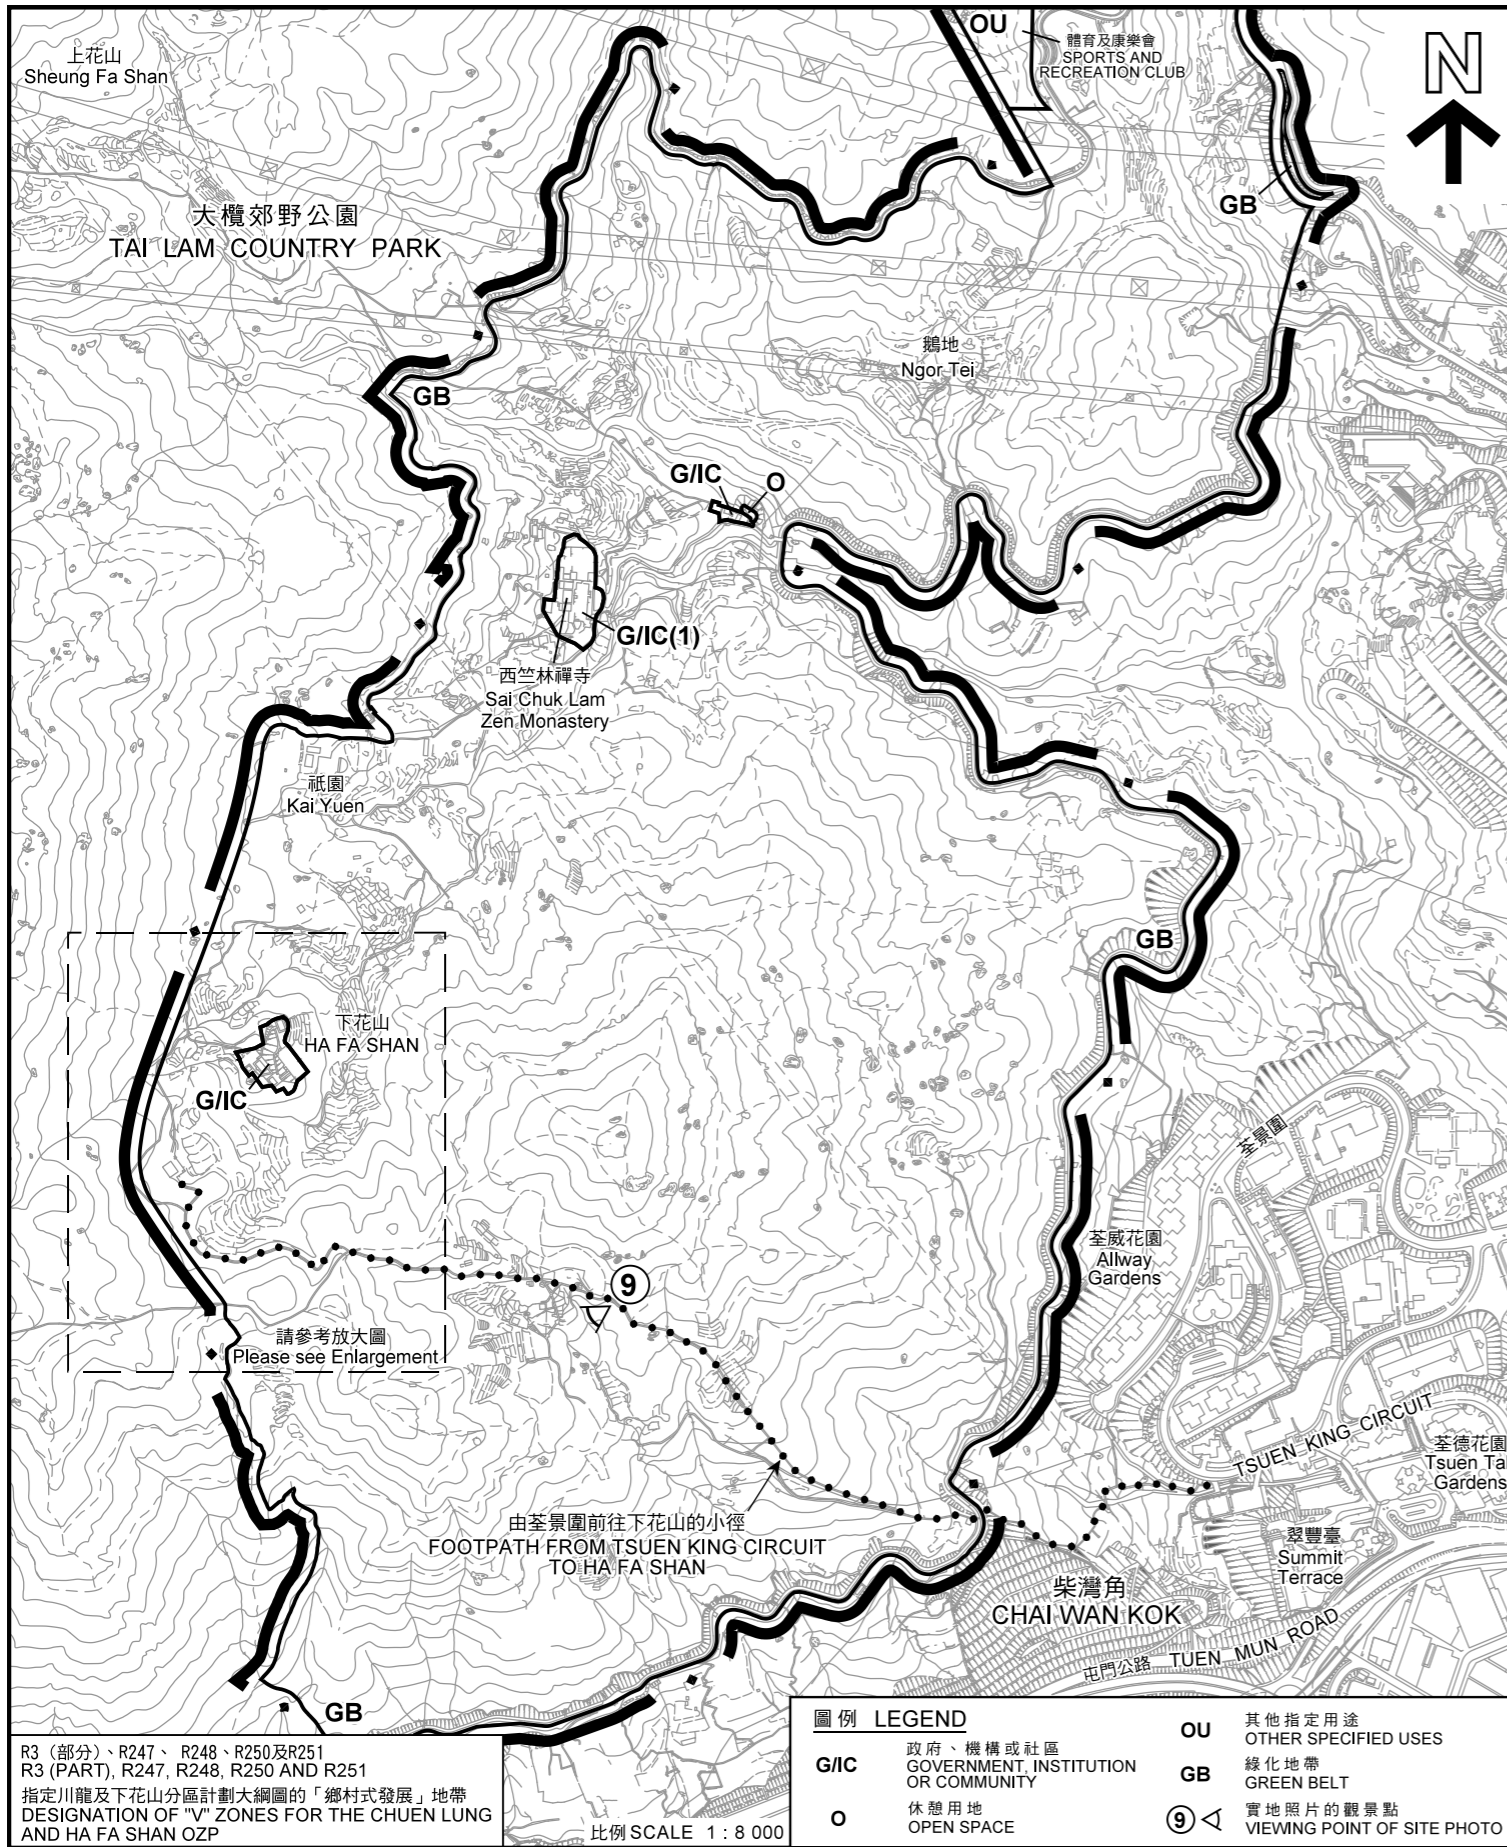 上花山
Sheung Fa Shan
OU
體育及康樂會
SPORTS AND
RECREATION CLUB
N
大欖郊野公園
TAI LAM COUNTRY PARK
GB
鵝地
Ngor Tei
GB
G/IC
O
G/IC(1)
西竺林禪寺
Sai Chuk Lam
Zen Monastery
祇園
Kai Yuen
GB
下花山
HA FA SHAN
G/IC
荃景圍
荃威花園
Allway
Gardens
9
請參考放大圖
Please see Enlargement
TSUEN KING CIRCUIT
荃德花園
Tsuen Tak
Gardens
由荃景圍前往下花山的小徑
FOOTPATH FROM TSUEN KING CIRCUIT
TO HA FA SHAN
翠豐臺
Summit
Terrace
柴灣角
CHAI WAN KOK
屯門公路 TUEN MUN ROAD
GB
R3（部分）、R247、 R248、R250及R251
R3 (PART), R247, R248, R250 AND R251
指定川龍及下花山分區計劃大綱圖的「鄉村式發展」地帶
DESIGNATION OF "V" ZONES FOR THE CHUEN LUNG
AND HA FA SHAN OZP
比例 SCALE 1 : 8 000
圖例 LEGEND
G/IC 政府、機構或社區
GOVERNMENT, INSTITUTION
OR COMMUNITY
O 休憩用地
OPEN SPACE
OU 其他指定用途
OTHER SPECIFIED USES
GB 綠化地帶
GREEN BELT
9 實地照片的觀景點
VIEWING POINT OF SITE PHOTO